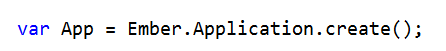 var App = Ember.Application.create();